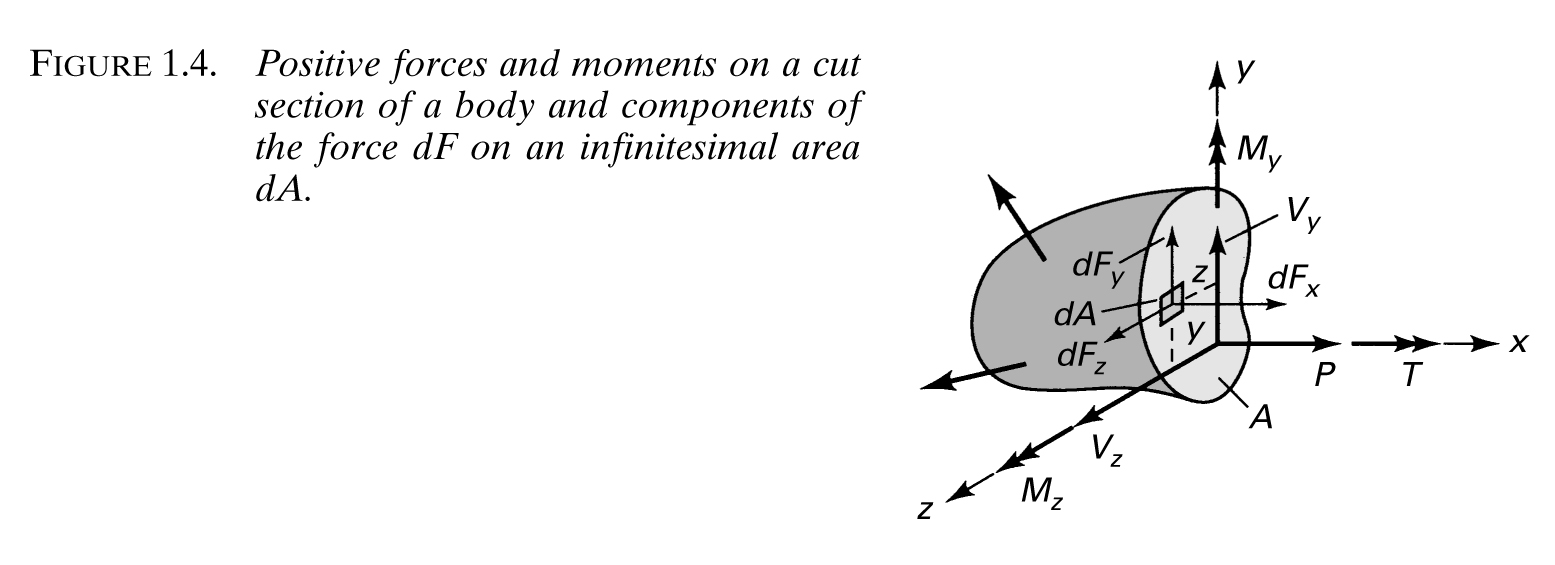 FIGURE 1.4. Positive forces and moments on a cut
section of a body and components of
the force dF on an infinitesimal area
dA.
y
M_y
V_y
dF_y
z
dF_x
dA
y
dF_z
x
P
T
A
V_z
M_z
z